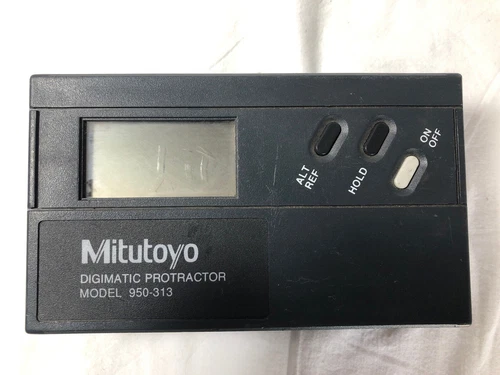 ALT
REF
HOLD
ON
OFF
Mitutoyo
DIGIMATIC PROTRACTOR
MODEL 950-313